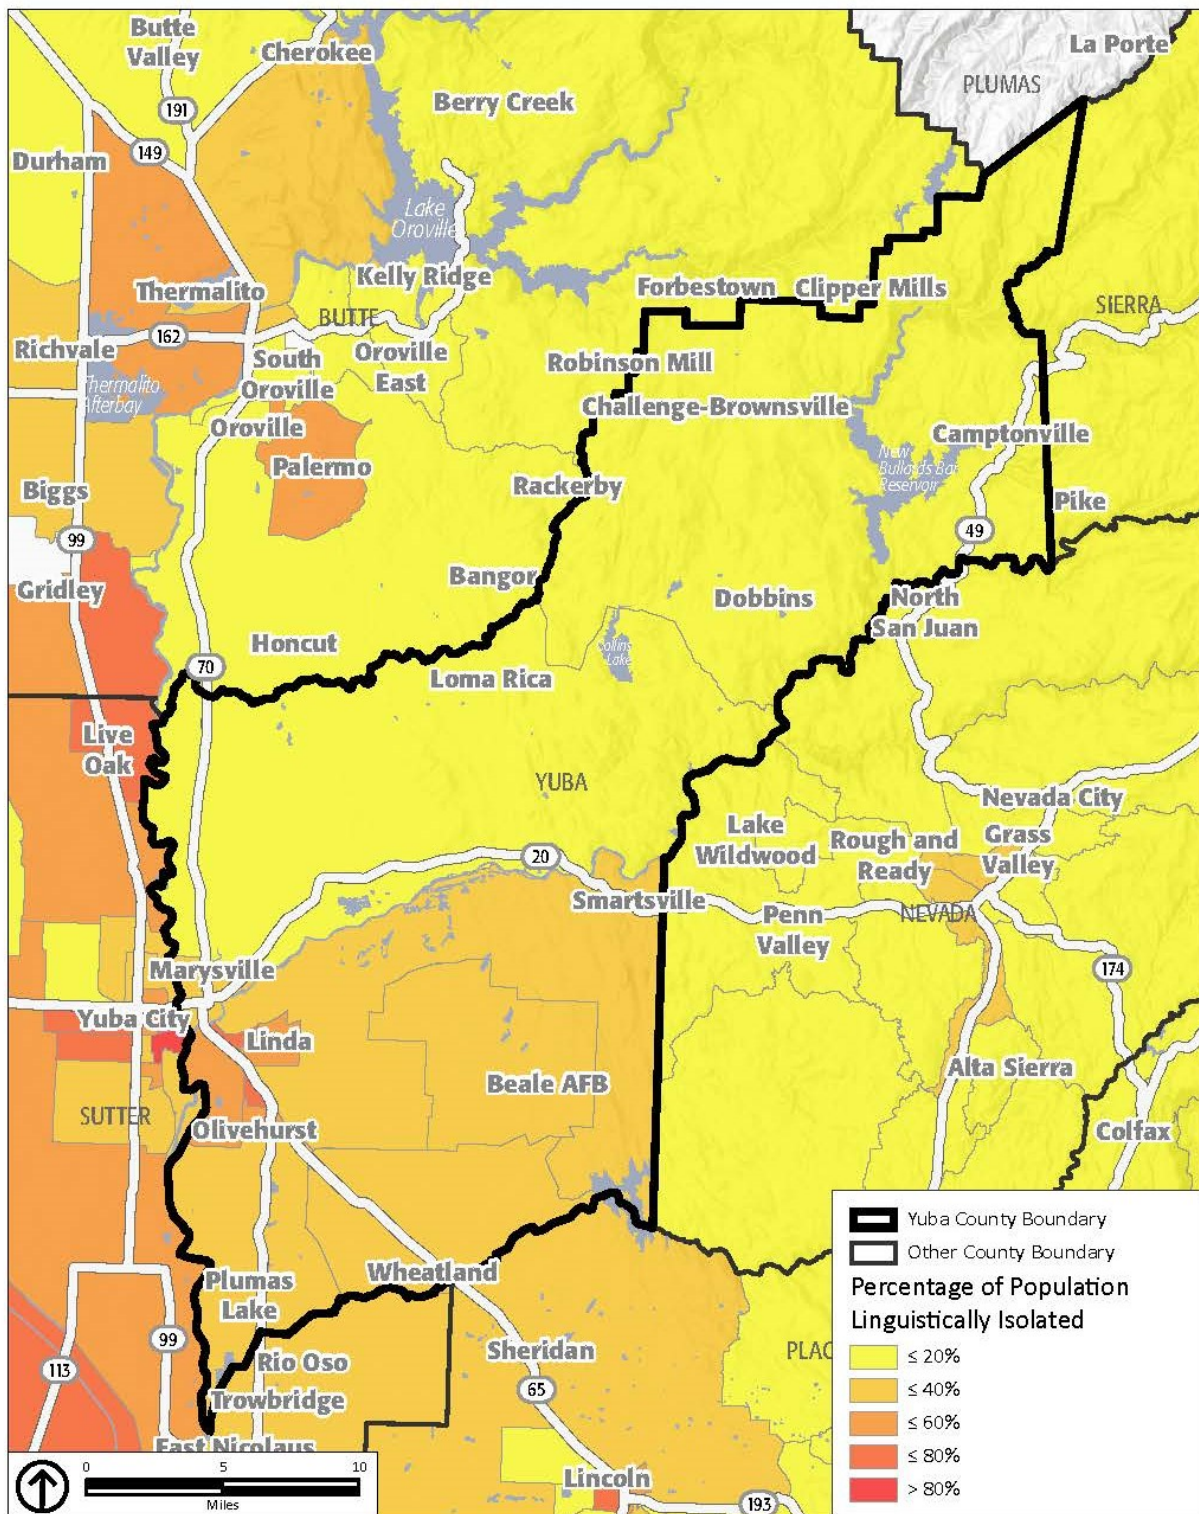 Butte
Valley
Cherokee
La Porte
PLUMAS
191
Berry Creek
149
Durham
Lake
Oroville
Kelly Ridge
Thermalito
Forbestown
Clipper Mills
SIERRA
BUTTE
162
Richvale
South
Oroville
Oroville
East
Robinson Mill
Thermalito
Afterbay
Challenge-Brownsville
Oroville
Camptonville
Palermo
New
Bullards Bar
Reservoir
Biggs
Rackerby
Pike
99
49
Gridley
Bangor
Dobbins
North
San Juan
Honcut
Collins
Lake
70
Loma Rica
Live
Oak
YUBA
Nevada City
Lake
Wildwood
Rough and
Ready
Grass
Valley
20
Smartsville
Penn
Valley
NEVADA
Marysville
174
Yuba City
Linda
Beale AFB
Alta Sierra
SUTTER
Olivehurst
Colfax
Wheatland
Plumas
Lake
99
Rio Oso
Sheridan
PLAC
113
Trowbridge
65
East Nicolaus
Lincoln
193
Yuba County Boundary
Other County Boundary
Percentage of Population
Linguistically Isolated
≤ 20%
≤ 40%
≤ 60%
≤ 80%
> 80%
0 5 10
Miles